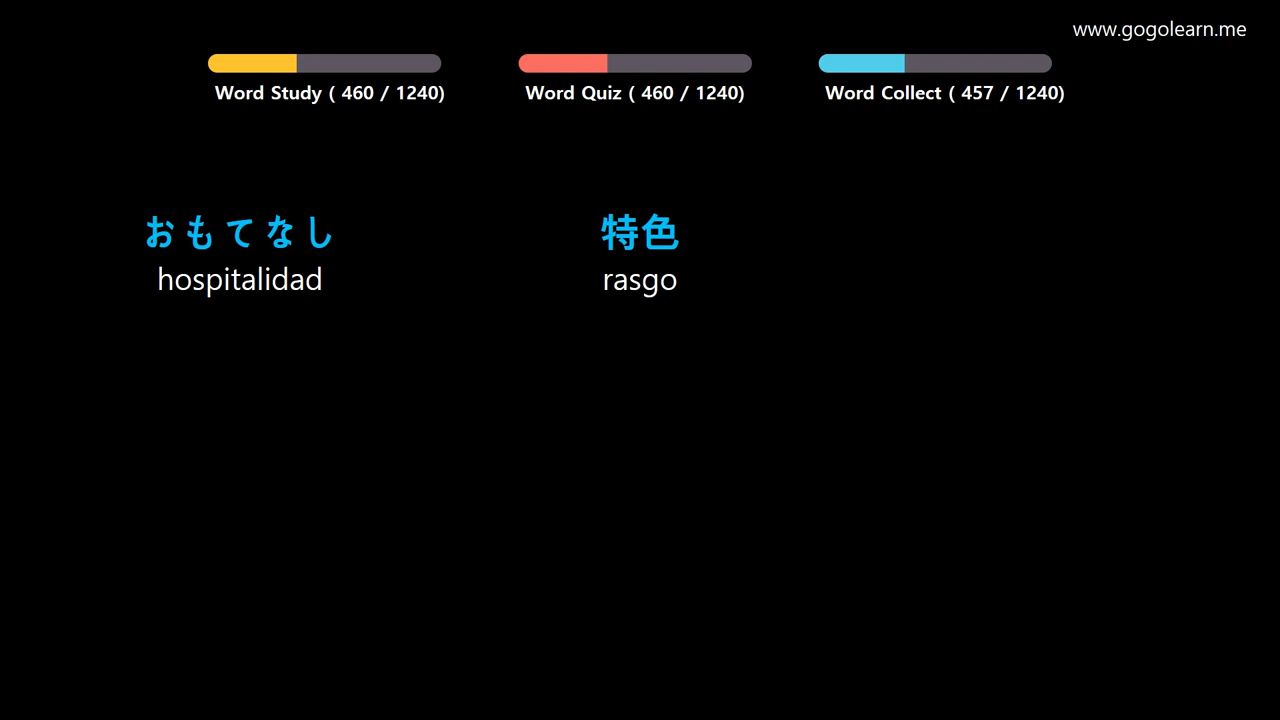 www.gogolearn.me
Word Study ( 460 / 1240)
Word Quiz ( 460 / 1240)
Word Collect ( 457 / 1240)
おもてなし
hospitalidad
特色
rasgo